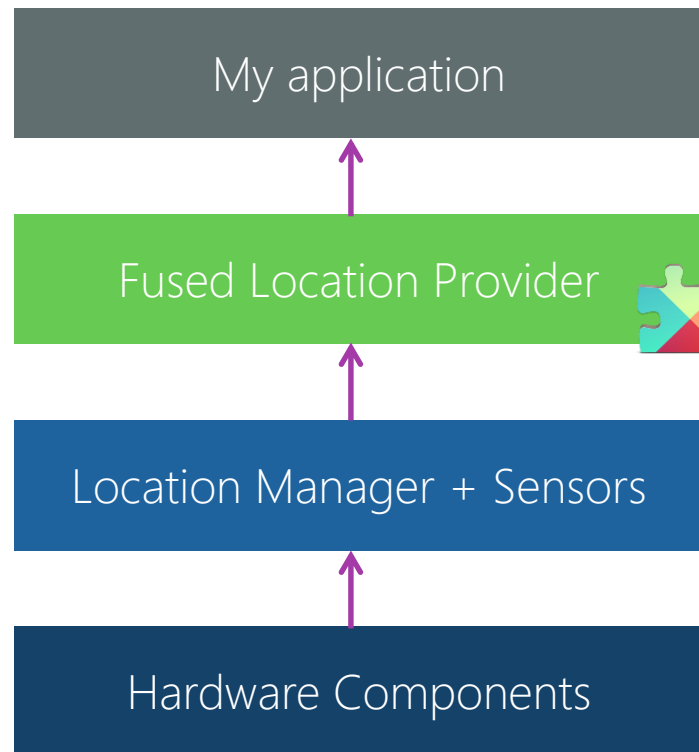 My application
Fused Location Provider
Location Manager + Sensors
Hardware Components